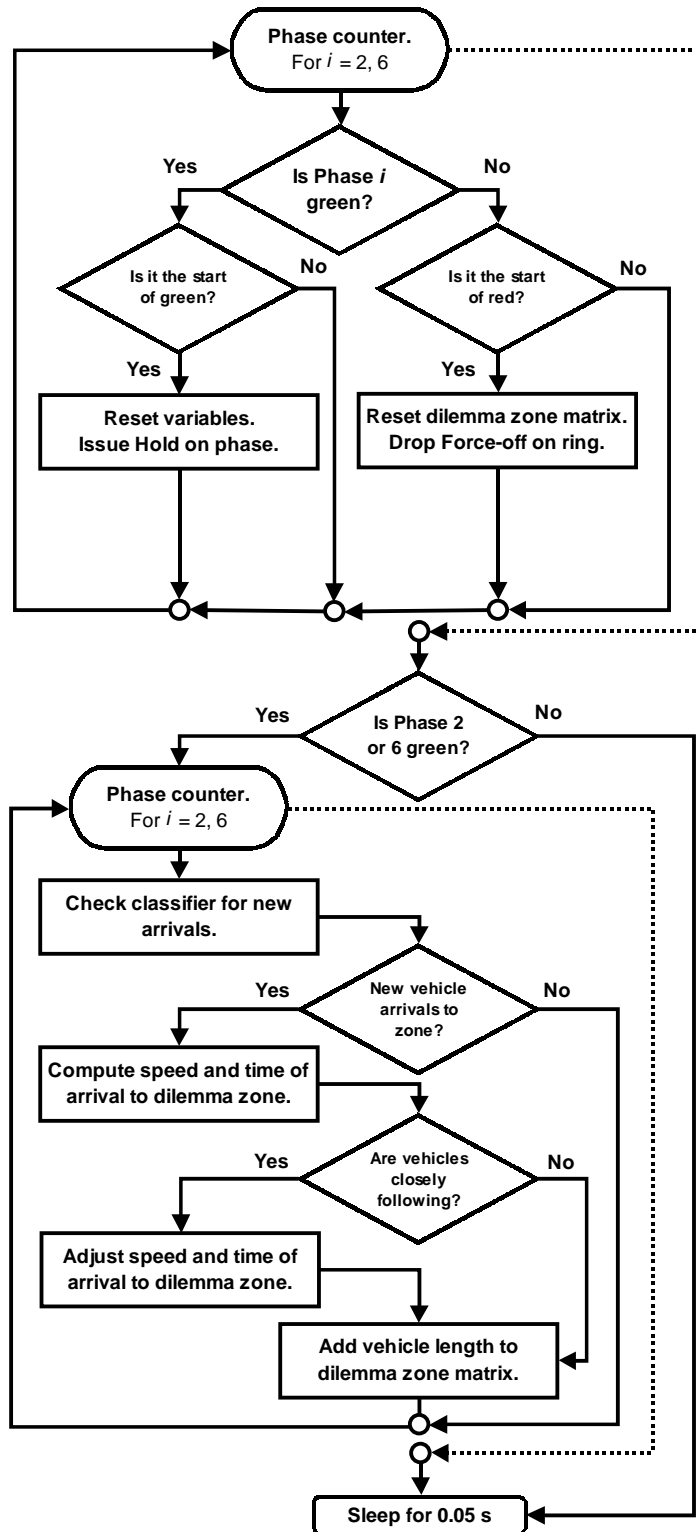 Phase counter.
For i = 2, 6
Yes
No
Is Phase i
green?
Is it the start
of green?
No
Is it the start
of red?
No
Yes
Yes
Reset variables.
Issue Hold on phase.
Reset dilemma zone matrix.
Drop Force-off on ring.
Yes
No
Is Phase 2
or 6 green?
Phase counter.
For i = 2, 6
Check classifier for new
arrivals.
Yes
No
New vehicle
arrivals to
zone?
Compute speed and time of
arrival to dilemma zone.
Yes
No
Are vehicles
closely
following?
Adjust speed and time of
arrival to dilemma zone.
Add vehicle length to
dilemma zone matrix.
Sleep for 0.05 s